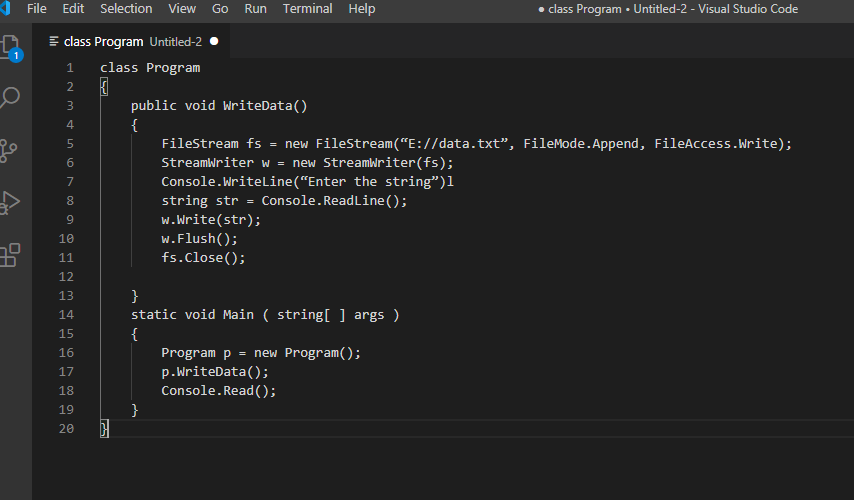 File Edit Selection View Go Run Terminal Help ● class Program • Untitled-2 - Visual Studio Code
class Program Untitled-2 ●
1
1 class Program
2 {
3 public void WriteData()
4 {
5 FileStream fs = new FileStream(“E://data.txt”, FileMode.Append, FileAccess.Write);
6 StreamWriter w = new StreamWriter(fs);
7 Console.WriteLine(“Enter the string”)l
8 string str = Console.ReadLine();
9 w.Write(str);
10 w.Flush();
11 fs.Close();
12
13 }
14 static void Main ( string[ ] args )
15 {
16 Program p = new Program();
17 p.WriteData();
18 Console.Read();
19 }
20 }